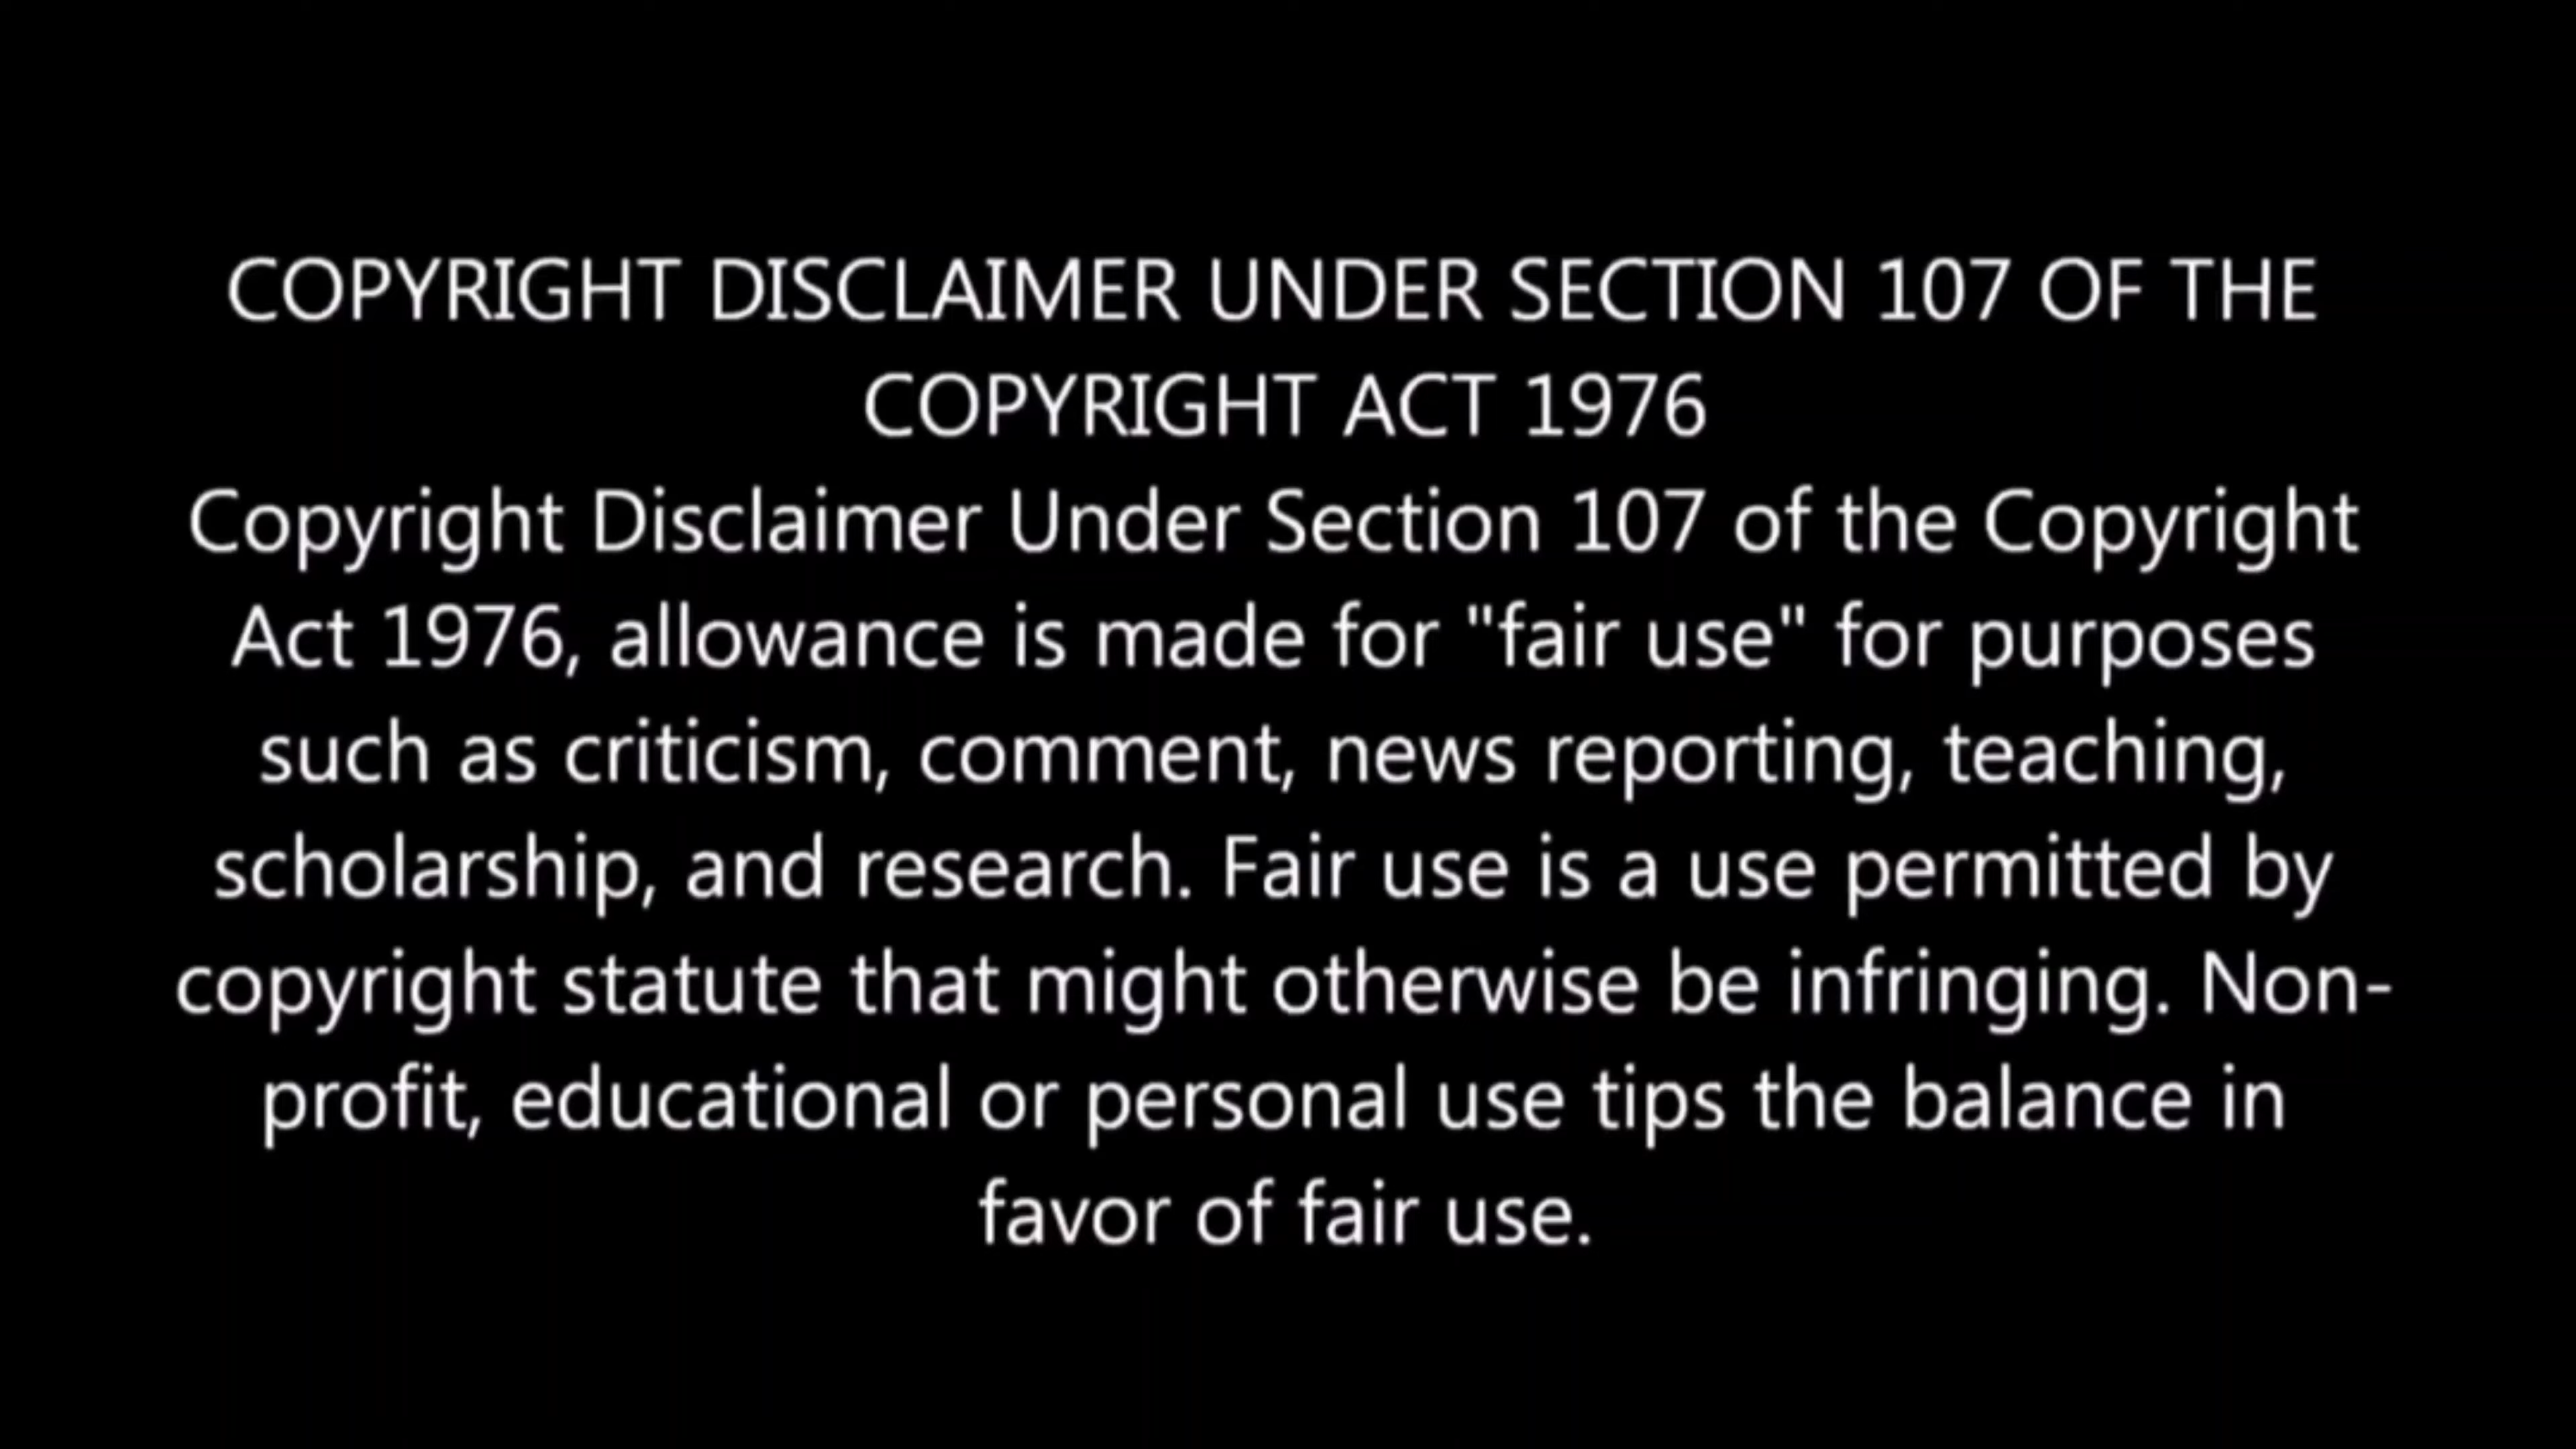 COPYRIGHT DISCLAIMER UNDER SECTION 107 OF THE
COPYRIGHT ACT 1976
Copyright Disclaimer Under Section 107 of the Copyright
Act 1976, allowance is made for "fair use" for purposes
such as criticism, comment, news reporting, teaching,
scholarship, and research. Fair use is a use permitted by
copyright statute that might otherwise be infringing. Non-
profit, educational or personal use tips the balance in
favor of fair use.